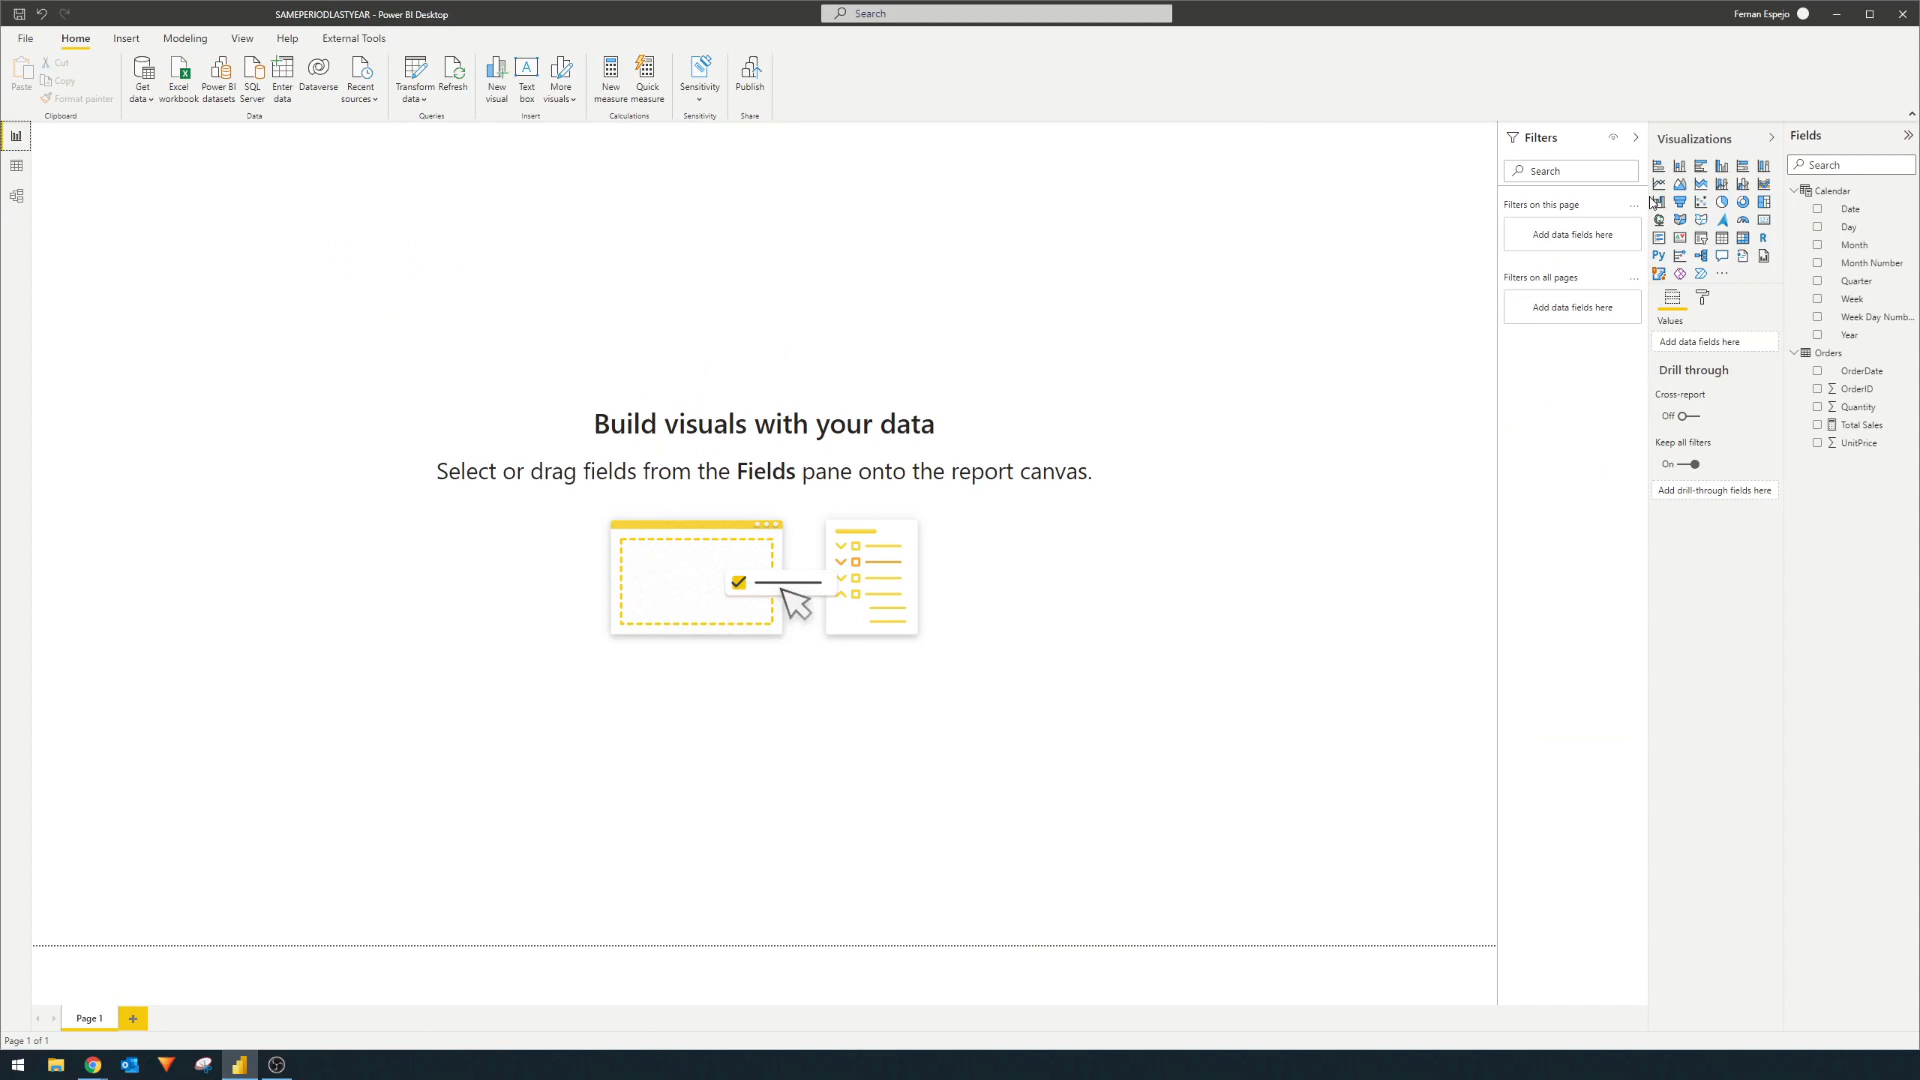 SAMEPERIODLASTYEAR - Power BI Desktop
Search
Fernan Espejo
File
Home
Insert
Modeling
View
Help
External Tools
Paste
Cut
Copy
Format painter
Clipboard
Get data
Excel workbook
Power BI datasets
SQL Server
Enter data
Dataverse
Recent sources
Data
Transform data
Refresh
Queries
New visual
Text box
More visuals
Insert
New measure
Quick measure
Calculations
Sensitivity
Sensitivity
Publish
Share
Build visuals with your data
Select or drag fields from the Fields pane onto the report canvas.
Filters
Search
Filters on this page
...
Add data fields here
Filters on all pages
...
Add data fields here
Visualizations
R
Py
...
Values
Add data fields here
Drill through
Cross-report
Off
Keep all filters
On
Add drill-through fields here
Fields
Search
Calendar
Date
Day
Month
Month Number
Quarter
Week
Week Day Numb...
Year
Orders
OrderDate
∑ OrderID
∑ Quantity
Total Sales
∑ UnitPrice
Page 1
Page 1 of 1